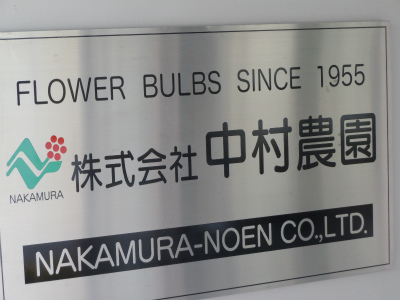 FLOWER BULBS SINCE 1955
NAKAMURA
株式会社 中村農園
NAKAMURA-NOEN CO.,LTD.